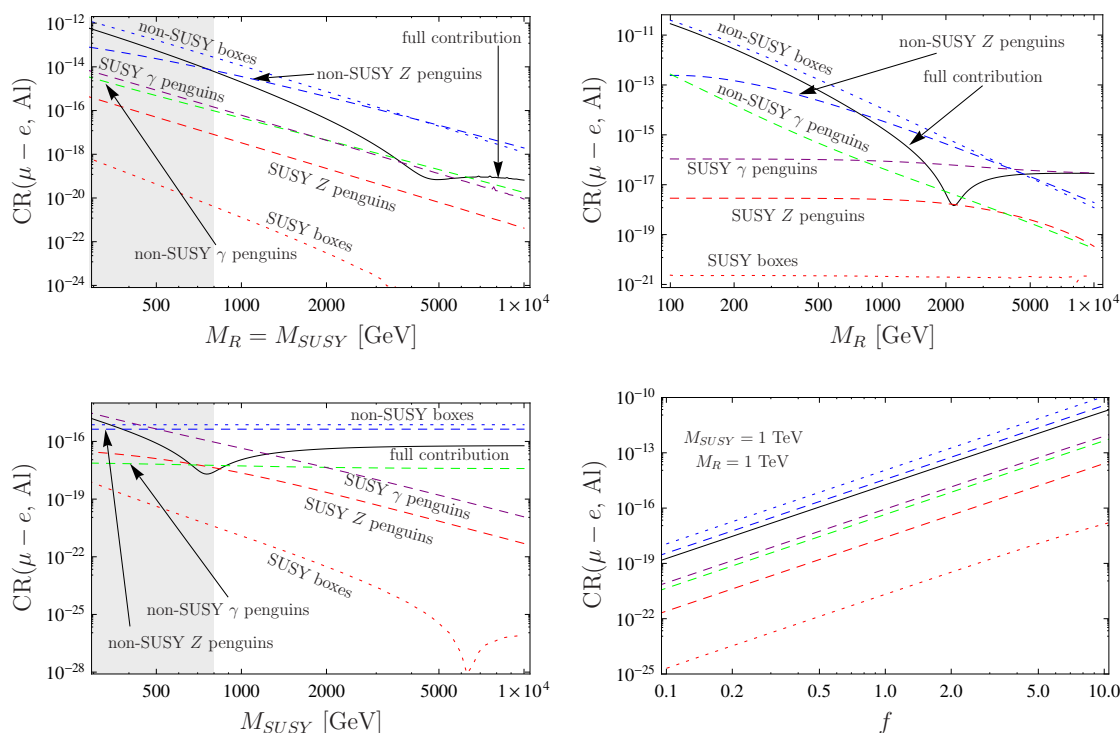 CR(μ − e, Al)
10⁻¹²
10⁻¹⁴
10⁻¹⁶
10⁻¹⁸
10⁻²⁰
10⁻²²
10⁻²⁴
non-SUSY boxes
full contribution
non-SUSY Z penguins
SUSY γ penguins
SUSY Z penguins
SUSY boxes
non-SUSY γ penguins
500 1000 2000 5000 1×10⁴
M_R = M_SUSY [GeV]
CR(μ − e, Al)
10⁻¹¹
10⁻¹³
10⁻¹⁵
10⁻¹⁷
10⁻¹⁹
10⁻²¹
non-SUSY boxes
non-SUSY Z penguins
full contribution
non-SUSY γ penguins
SUSY γ penguins
SUSY Z penguins
SUSY boxes
100 200 500 1000 2000 5000 1×10⁴
M_R [GeV]
CR(μ − e, Al)
10⁻¹⁶
10⁻¹⁹
10⁻²²
10⁻²⁵
10⁻²⁸
non-SUSY boxes
full contribution
SUSY γ penguins
SUSY Z penguins
SUSY boxes
non-SUSY γ penguins
non-SUSY Z penguins
500 1000 2000 5000 1×10⁴
M_SUSY [GeV]
CR(μ − e, Al)
10⁻¹⁰
10⁻¹³
10⁻¹⁶
10⁻¹⁹
10⁻²²
10⁻²⁵
M_SUSY = 1 TeV
M_R = 1 TeV
0.1 0.2 0.5 1.0 2.0 5.0 10.0
f